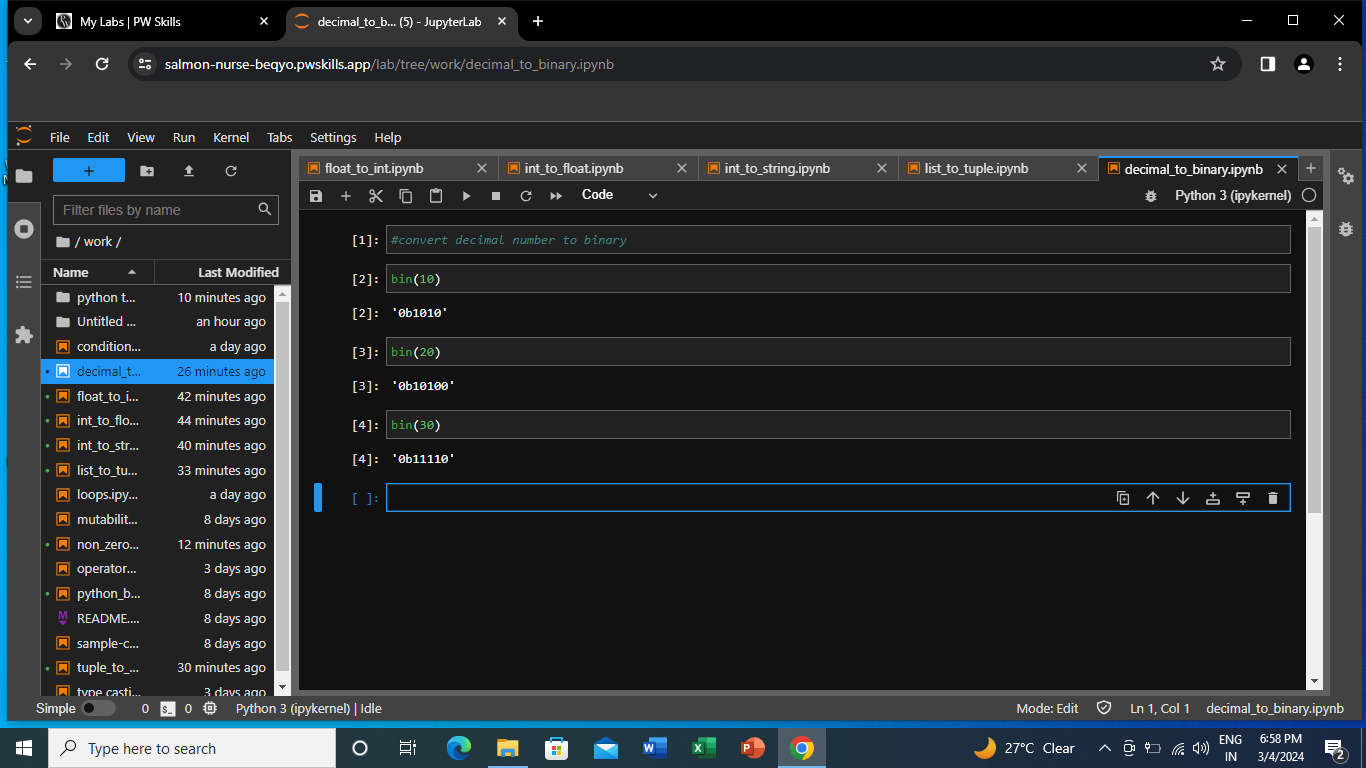 My Labs | PW Skills
decimal_to_b... (5) - JupyterLab
salmon-nurse-beqyo.pwskills.app/lab/tree/work/decimal_to_binary.ipynb
File Edit View Run Kernel Tabs Settings Help
float_to_int.ipynb int_to_float.ipynb int_to_string.ipynb list_to_tuple.ipynb decimal_to_binary.ipynb
Code Python 3 (ipykernel)
Filter files by name
/ work /
Name Last Modified
python t... 10 minutes ago
Untitled ... an hour ago
condition... a day ago
decimal_t... 26 minutes ago
float_to_i... 42 minutes ago
int_to_flo... 44 minutes ago
int_to_str... 40 minutes ago
list_to_tu... 33 minutes ago
loops.ipy... a day ago
mutabilit... 8 days ago
non_zero... 12 minutes ago
operator... 3 days ago
python_b... 8 days ago
README.... 8 days ago
sample-c... 8 days ago
tuple_to_... 30 minutes ago
type casti... 3 days ago
[1]: #convert decimal number to binary
[2]: bin(10)
[2]: '0b1010'
[3]: bin(20)
[3]: '0b10100'
[4]: bin(30)
[4]: '0b11110'
[ ]:
Simple 0 $_ 0 Python 3 (ipykernel) | Idle Mode: Edit Ln 1, Col 1 decimal_to_binary.ipynb
Type here to search
27°C Clear
ENG
IN
6:58 PM
3/4/2024
2